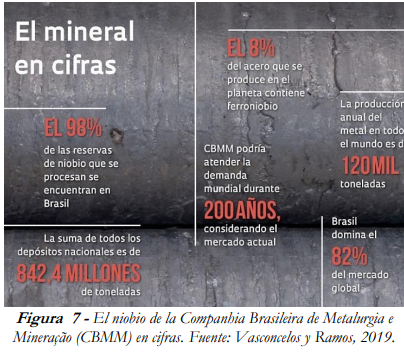 El mineral
en cifras
EL 98%
de las reservas
de niobio que se
procesan se
encuentran en
Brasil
La suma de todos los
depósitos nacionales es de
842,4 MILLONES
de toneladas
EL 8%
del acero que se
produce en el
planeta contiene
ferroniobio
CBMM podría
atender la
demanda
mundial durante
200 AÑOS,
considerando el
mercado actual
La producción
anual del
metal en todo
el mundo es d
120 MIL
toneladas
Brasil
domina el
82%
del mercado
global
Figura 7 - El niobio de la Companhia Brasileira de Metalurgia e
Mineração (CBMM) en cifras. Fuente: Vasconcelos y Ramos, 2019.